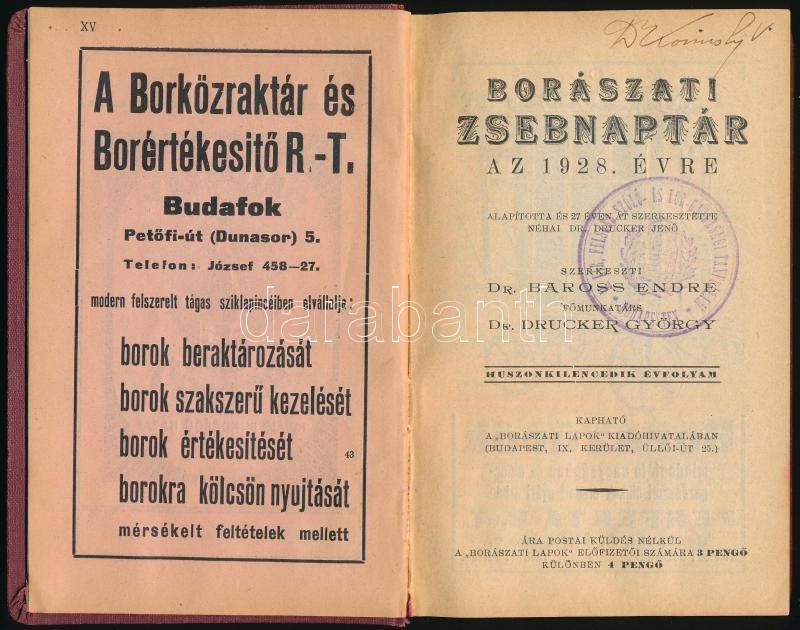 XV
A Borközraktár és
Borértékesitő R.-T.
Budafok
Petőfi-út (Dunasor) 5.
Telefon: József 458—27.
modern felszerelt tágas sziklapincéiben elvállalja:
borok beraktározását
borok szakszerű kezelését
borok értékesítését
43
borokra kölcsön nyujtását
mérsékelt feltételek mellett
BORÁSZATI
ZSEBNAPTÁR
AZ 1928. ÉVRE
ALAPÍTOTTA ÉS 27 ÉVEN ÁT SZERKESZTETTE
NÉHAI DR. DRUCKER JENŐ
SZERKESZTI
DR. BAROSS ENDRE
FŐMUNKATÁRS
DR. DRUCKER GYÖRGY
HUSZONKILENCEDIK ÉVFOLYAM
KAPHATÓ
A „BORÁSZATI LAPOK“ KIADÓHIVATALÁBAN
(BUDAPEST, IX. KERÜLET, ÜLLŐI-ÚT 25.)
ÁRA POSTAI KÜLDÉS NÉLKÜL
A „BORÁSZATI LAPOK“ ELŐFIZETŐI SZÁMÁRA 3 PENGŐ
KÜLÖNBEN 4 PENGŐ
darabanth